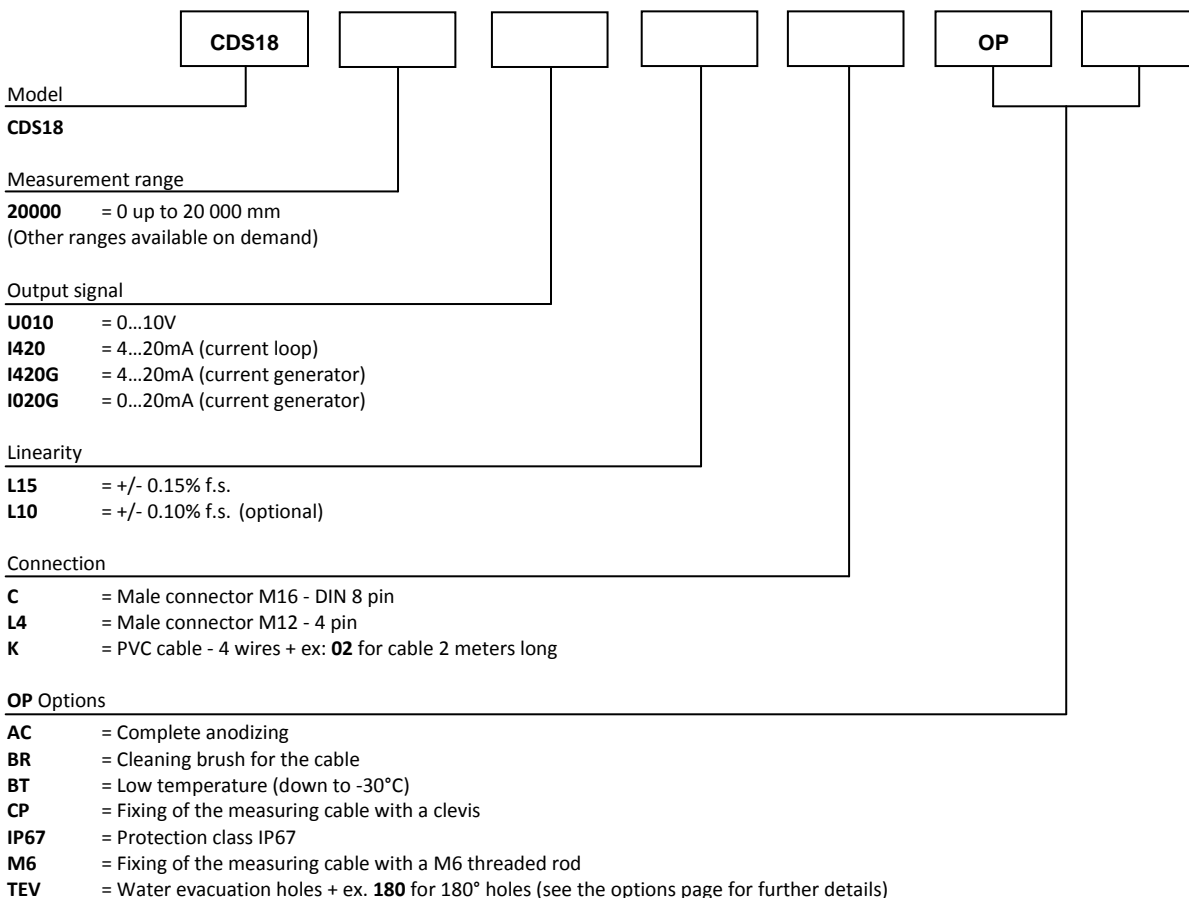 CDS18 OP
Model
CDS18
Measurement range
20000 = 0 up to 20 000 mm
(Other ranges available on demand)
Output signal
U010 = 0...10V
I420 = 4...20mA (current loop)
I420G = 4...20mA (current generator)
I020G = 0...20mA (current generator)
Linearity
L15 = +/- 0.15% f.s.
L10 = +/- 0.10% f.s. (optional)
Connection
C = Male connector M16 - DIN 8 pin
L4 = Male connector M12 - 4 pin
K = PVC cable - 4 wires + ex: 02 for cable 2 meters long
OP Options
AC = Complete anodizing
BR = Cleaning brush for the cable
BT = Low temperature (down to -30°C)
CP = Fixing of the measuring cable with a clevis
IP67 = Protection class IP67
M6 = Fixing of the measuring cable with a M6 threaded rod
TEV = Water evacuation holes + ex. 180 for 180° holes (see the options page for further details)